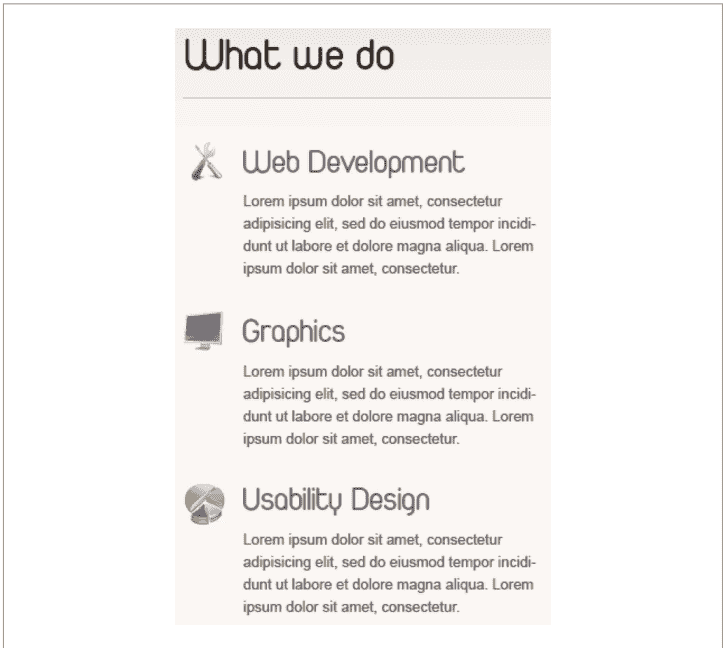 What we do
Web Development
Lorem ipsum dolor sit amet, consectetur
adipisicing elit, sed do eiusmod tempor incidi-
dunt ut labore et dolore magna aliqua. Lorem
ipsum dolor sit amet, consectetur.
Graphics
Lorem ipsum dolor sit amet, consectetur
adipisicing elit, sed do eiusmod tempor incidi-
dunt ut labore et dolore magna aliqua. Lorem
ipsum dolor sit amet, consectetur.
Usability Design
Lorem ipsum dolor sit amet, consectetur
adipisicing elit, sed do eiusmod tempor incidi-
dunt ut labore et dolore magna aliqua. Lorem
ipsum dolor sit amet, consectetur.